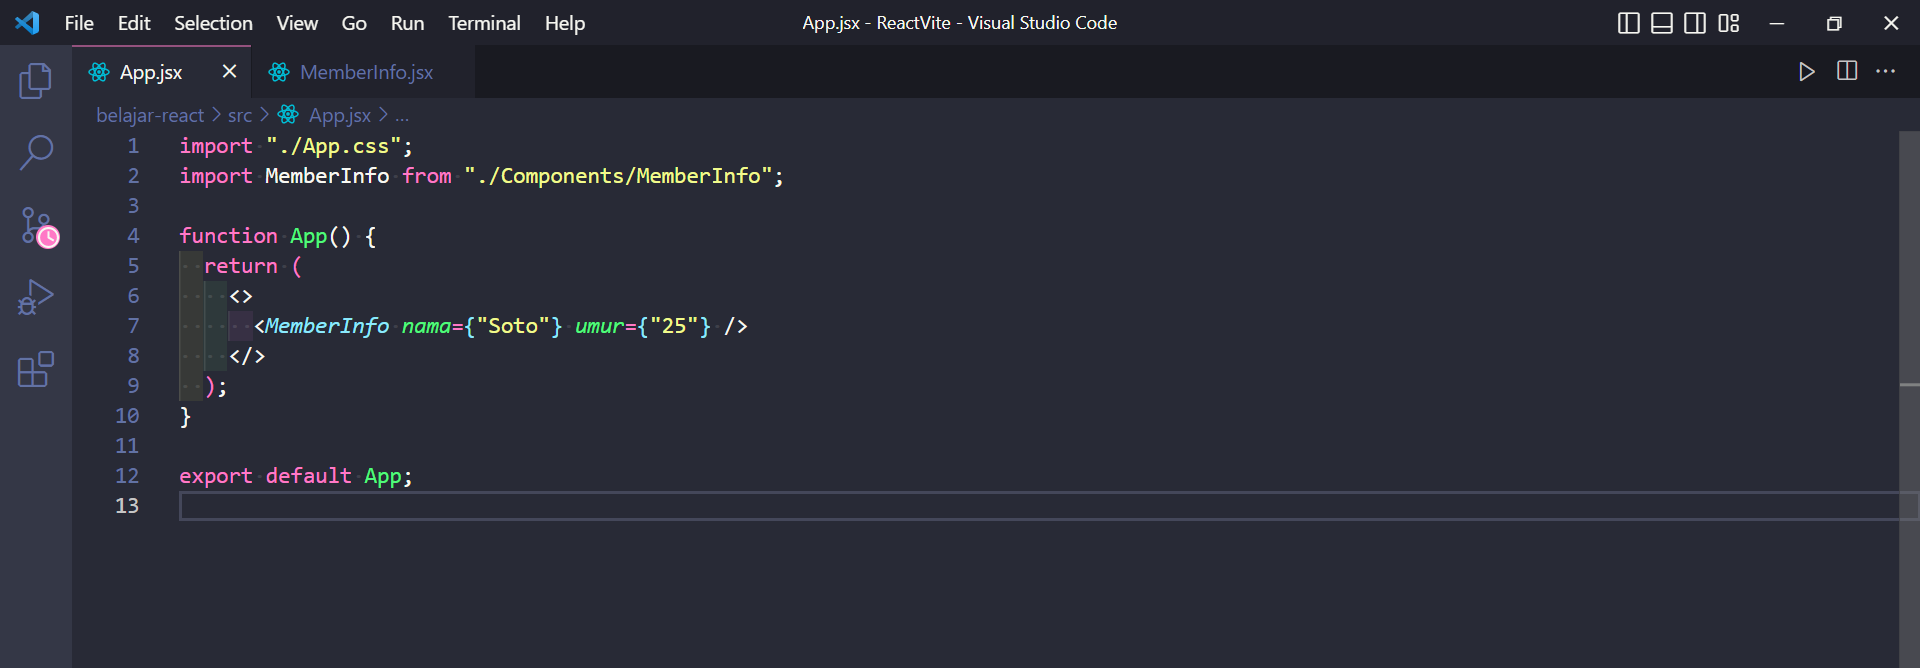 File Edit Selection View Go Run Terminal Help App.jsx - ReactVite - Visual Studio Code
App.jsx MemberInfo.jsx
belajar-react > src > App.jsx > ...
1 import "./App.css";
2 import MemberInfo from "./Components/MemberInfo";
3
4 function App() {
5   return (
6     <>
7       <MemberInfo nama={"Soto"} umur={"25"} />
8     </>
9   );
10 }
11
12 export default App;
13